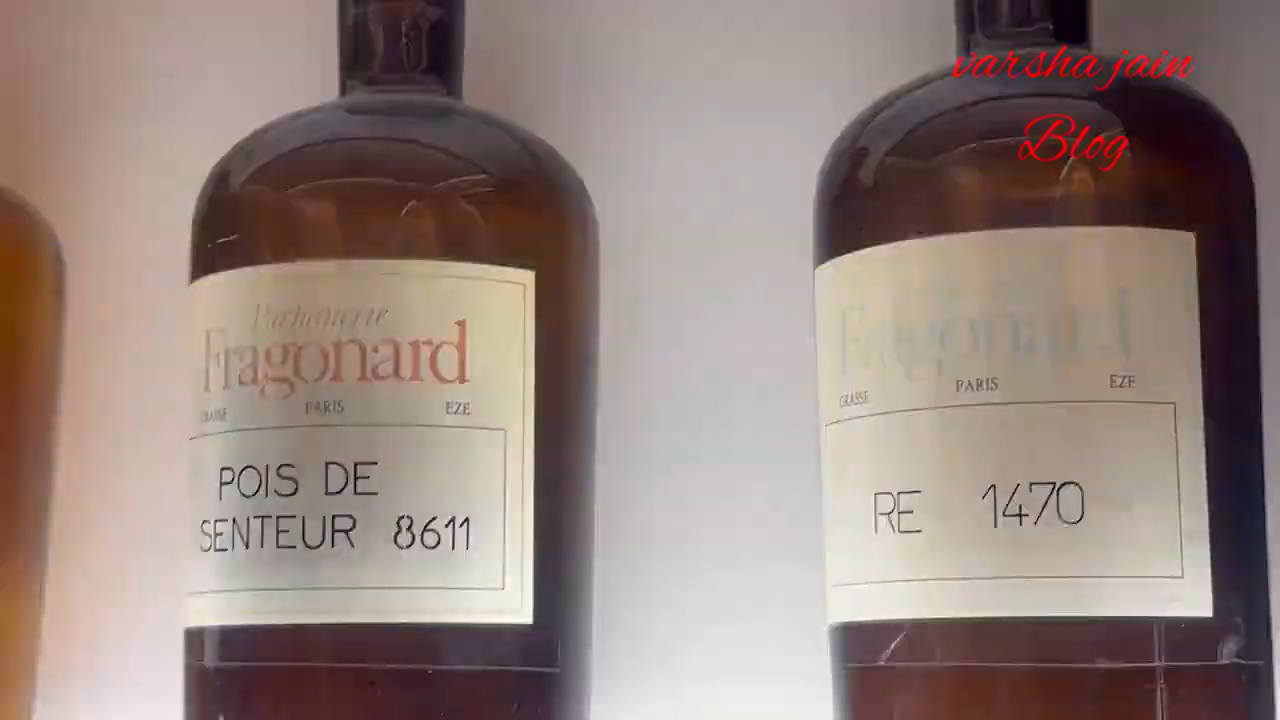 Parfumerie
Fragonard
GRASSE PARIS EZE
POIS DE
SENTEUR 8611
Fragonard
GRASSE PARIS EZE
RE 1470
varsha jain
Blog